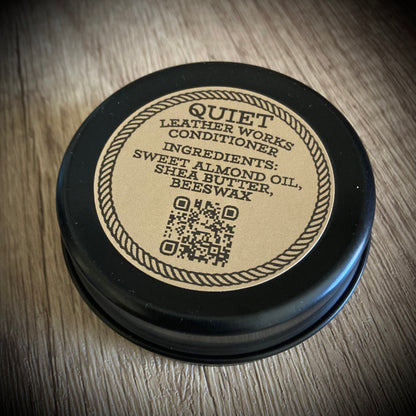 QUIET
LEATHER WORKS
CONDITIONER
INGREDIENTS:
SWEET ALMOND OIL,
SHEA BUTTER,
BEESWAX